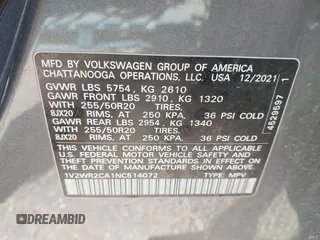 MFD BY VOLKSWAGEN GROUP OF AMERICA
CHATTANOOGA OPERATIONS, LLC. USA 12/2021
GVWR LBS 5754, KG 2610
GAWR FRONT LBS 2910, KG 1320
WITH 255/50R20 TIRES,
8JX20 RIMS, AT 250 KPA, 36 PSI COLD
GAWR REAR LBS 2954, KG 1340
WITH 255/50R20 TIRES,
8JX20 RIMS, AT 250 KPA, 36 PSI COLD
THIS VEHICLE CONFORMS TO ALL APPLICABLE
U.S. FEDERAL MOTOR VEHICLE SAFETY
AND THEFT PREVENTION STANDARDS IN EFFECT ON
THE DATE OF MANUFACTURE SHOWN ABOVE.
1V2WR2CA1NC514072 TYPE: MPV
4529597 1
DREAMBID